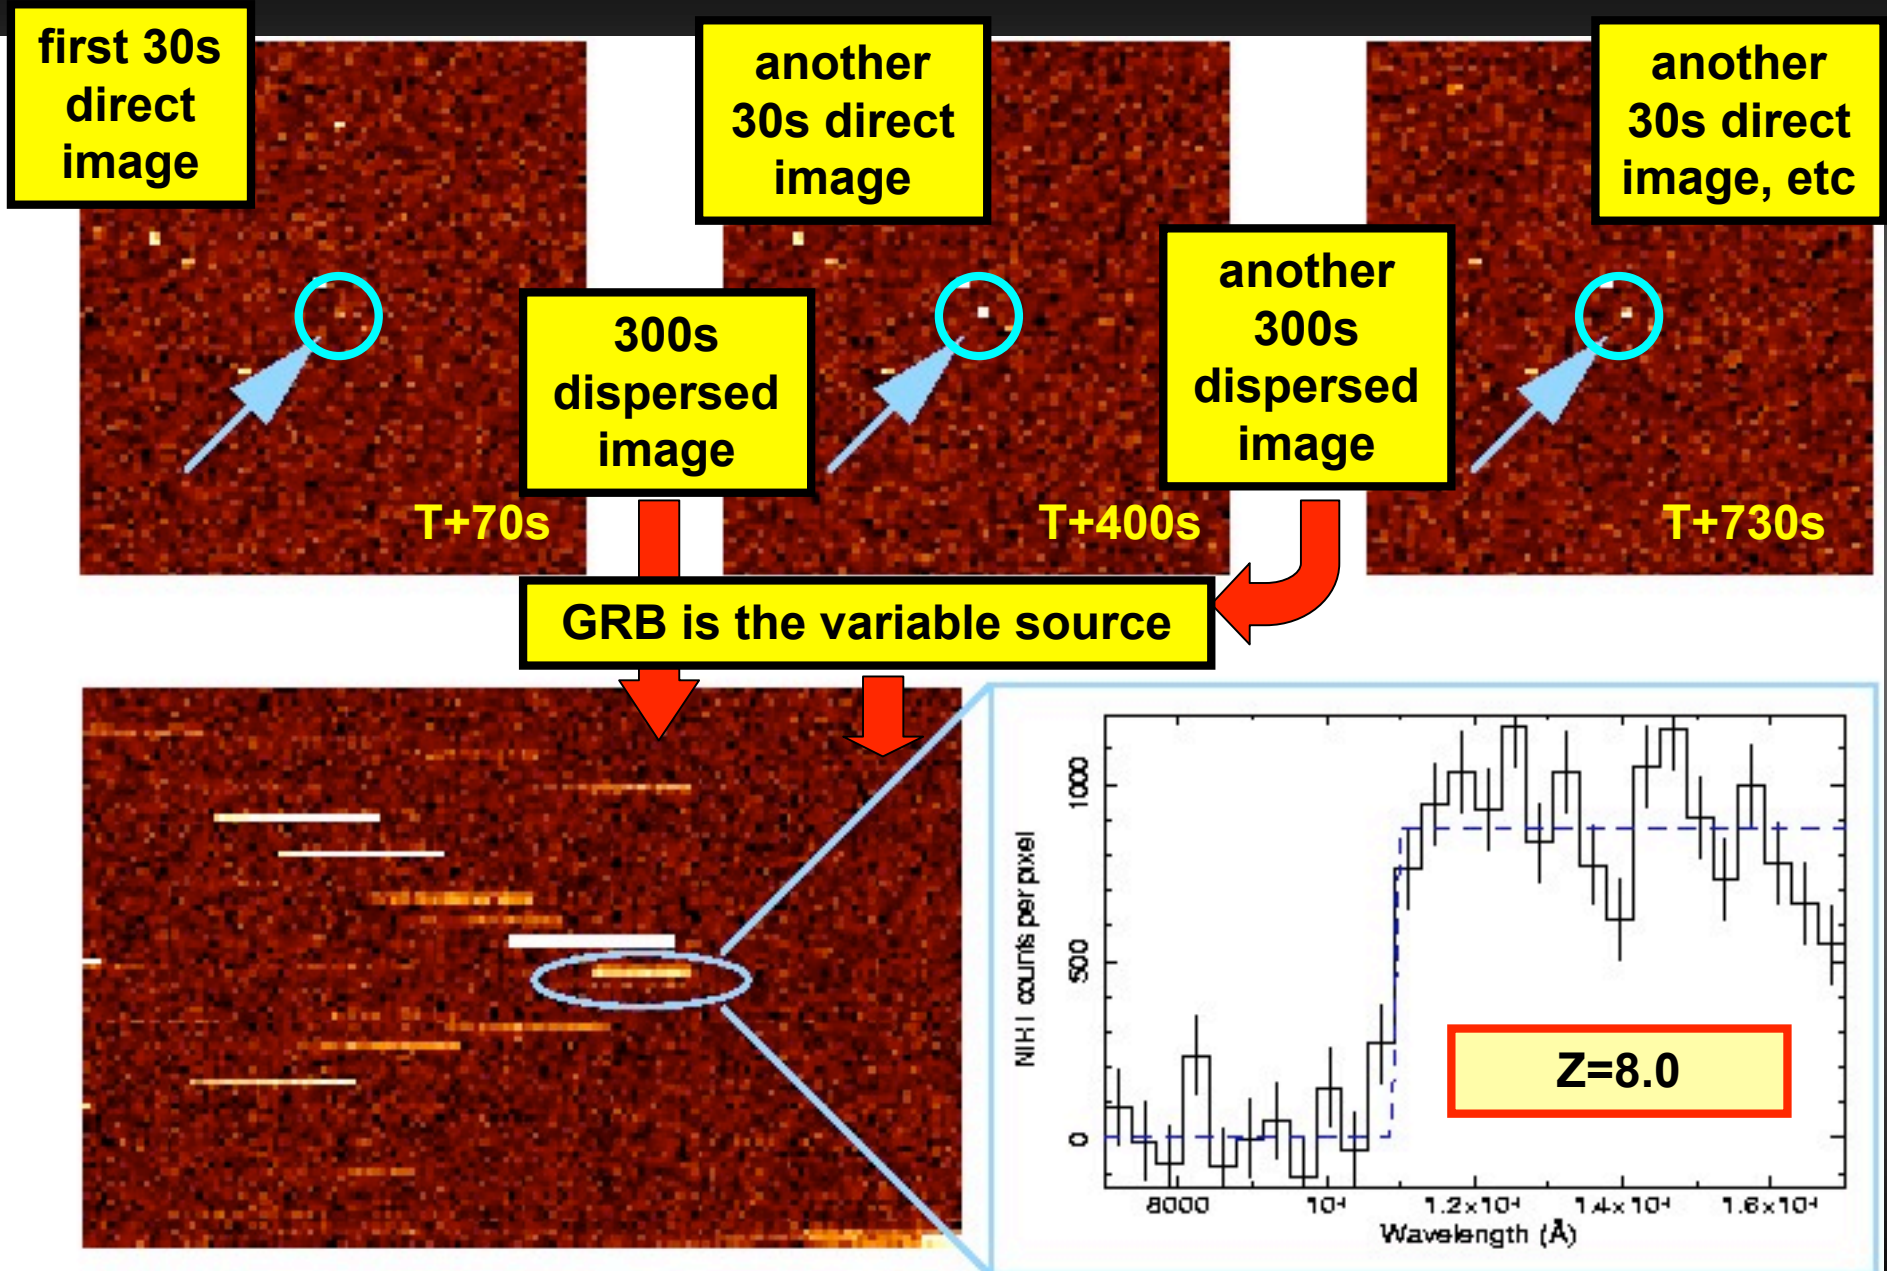 first 30s
direct
image
another
30s direct
image
another
30s direct
image, etc
300s
dispersed
image
another
300s
dispersed
image
T+70s
T+400s
T+730s
GRB is the variable source
NIRI counts per pixel
1000
500
0
Z=8.0
8000
10⁴
1.2×10⁴
1.4×10⁴
1.6×10⁴
Wavelength (Å)